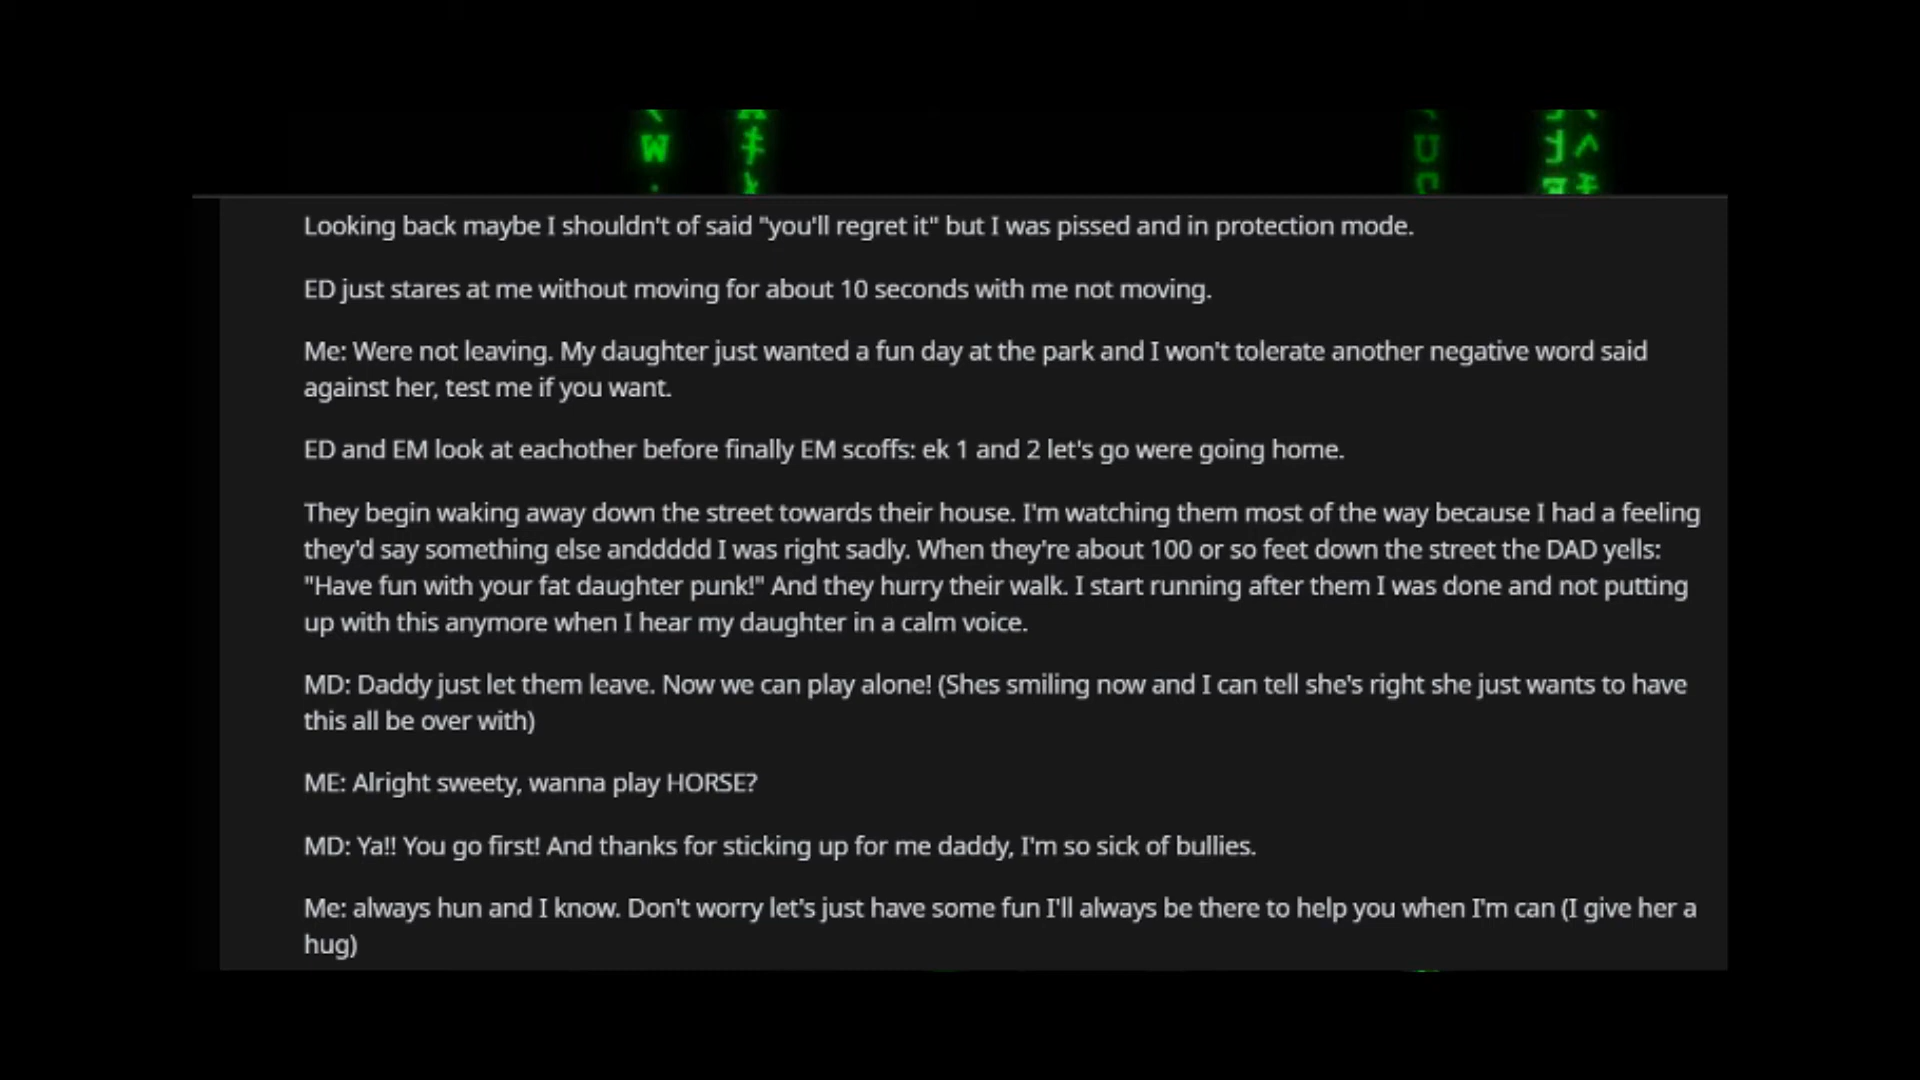 Looking back maybe I shouldn't of said "you'll regret it" but I was pissed and in protection mode.
ED just stares at me without moving for about 10 seconds with me not moving.
Me: Were not leaving. My daughter just wanted a fun day at the park and I won't tolerate another negative word said
against her, test me if you want.
ED and EM look at eachother before finally EM scoffs: ek 1 and 2 let's go were going home.
They begin waking away down the street towards their house. I'm watching them most of the way because I had a feeling
they'd say something else anddddd I was right sadly. When they're about 100 or so feet down the street the DAD yells:
"Have fun with your fat daughter punk!" And they hurry their walk. I start running after them I was done and not putting
up with this anymore when I hear my daughter in a calm voice.
MD: Daddy just let them leave. Now we can play alone! (Shes smiling now and I can tell she's right she just wants to have
this all be over with)
ME: Alright sweety, wanna play HORSE?
MD: Ya!! You go first! And thanks for sticking up for me daddy, I'm so sick of bullies.
Me: always hun and I know. Don't worry let's just have some fun I'll always be there to help you when I'm can (I give her a
hug)